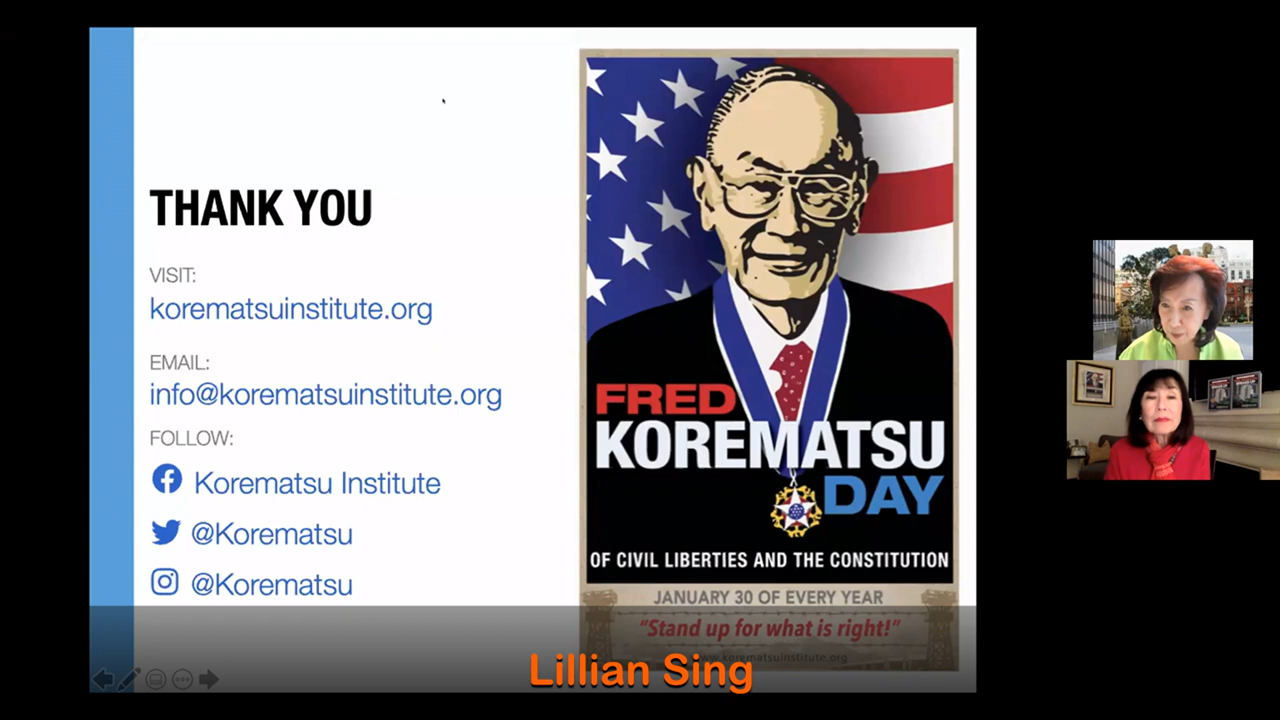 THANK YOU
VISIT:
korematsuinstitute.org
EMAIL:
info@korematsuinstitute.org
FOLLOW:
Korematsu Institute
@Korematsu
@Korematsu
FRED
KOREMATSU
DAY
OF CIVIL LIBERTIES AND THE CONSTITUTION
JANUARY 30 OF EVERY YEAR
"Stand up for what is right!"
www.korematsuinstitute.org
Lillian Sing